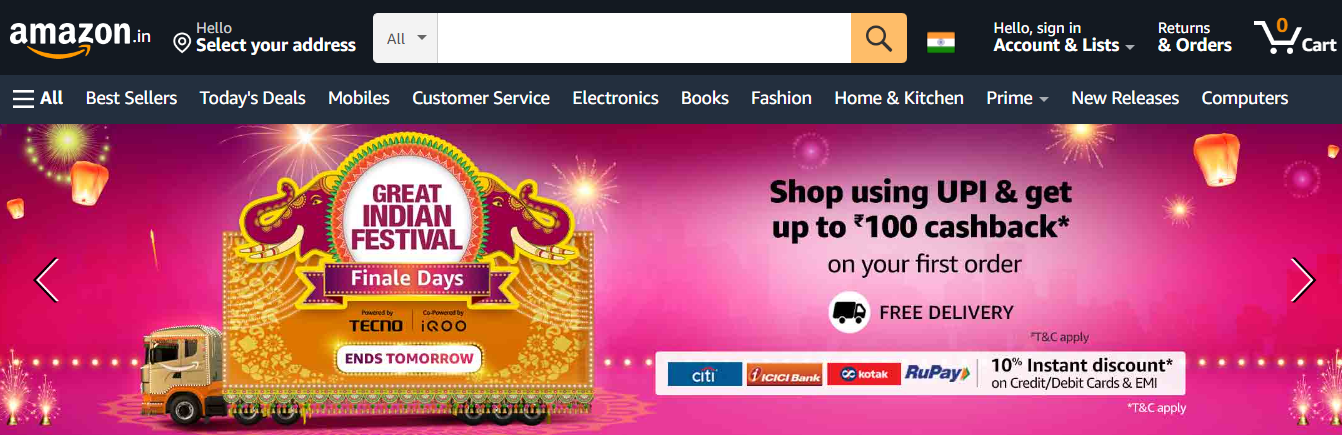 amazon.in
Hello
Select your address
All
Hello, sign in
Account & Lists
Returns
& Orders
0
Cart
All Best Sellers Today's Deals Mobiles Customer Service Electronics Books Fashion Home & Kitchen Prime New Releases Computers
GREAT
INDIAN
FESTIVAL
Finale Days
Powered by
TECNO
Co-Powered by
iQOO
ENDS TOMORROW
Shop using UPI & get
up to ₹100 cashback*
on your first order
FREE DELIVERY
*T&C apply
citi
ICICI Bank
kotak
RuPay
10% Instant discount*
on Credit/Debit Cards & EMI
*T&C apply